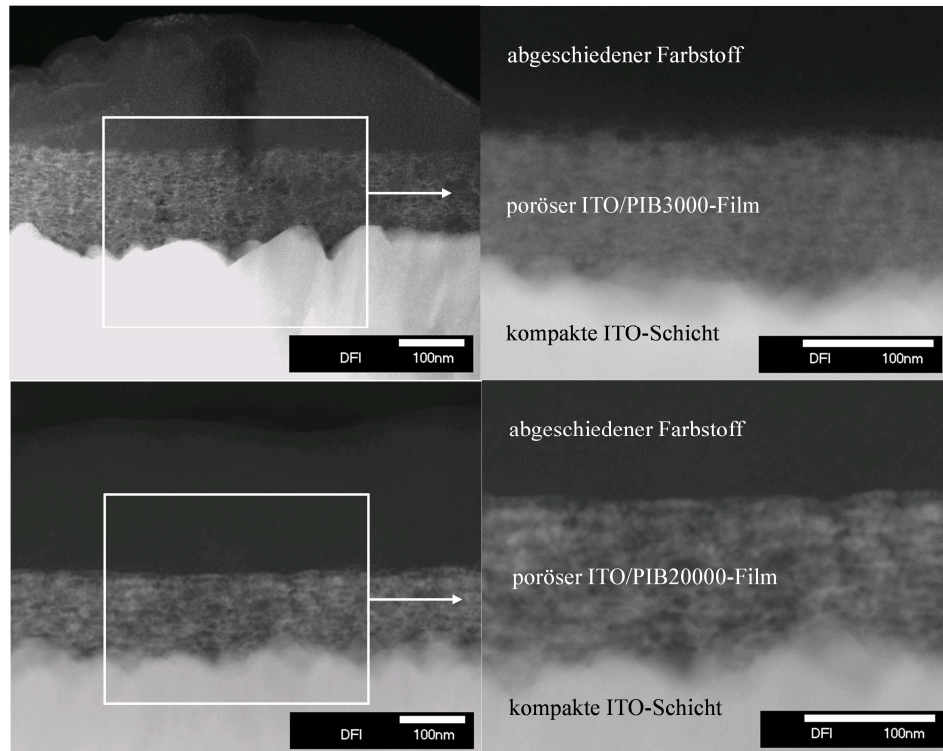 abgeschiedener Farbstoff
poröser ITO/PIB3000-Film
kompakte ITO-Schicht
DFI 100nm
DFI 100nm
abgeschiedener Farbstoff
poröser ITO/PIB20000-Film
kompakte ITO-Schicht
DFI 100nm
DFI 100nm